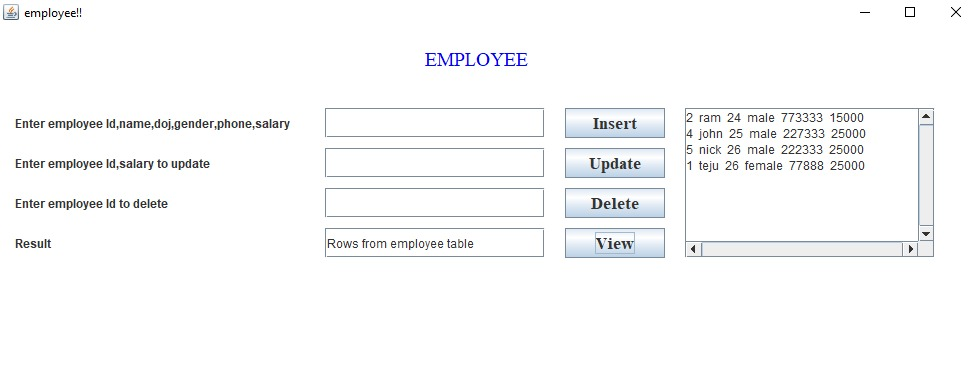 employee!!
EMPLOYEE
Enter employee Id,name,doj,gender,phone,salary
Insert
Enter employee Id,salary to update
Update
Enter employee Id to delete
Delete
Result
Rows from employee table
View
2 ram 24 male 773333 15000
4 john 25 male 227333 25000
5 nick 26 male 222333 25000
1 teju 26 female 77888 25000